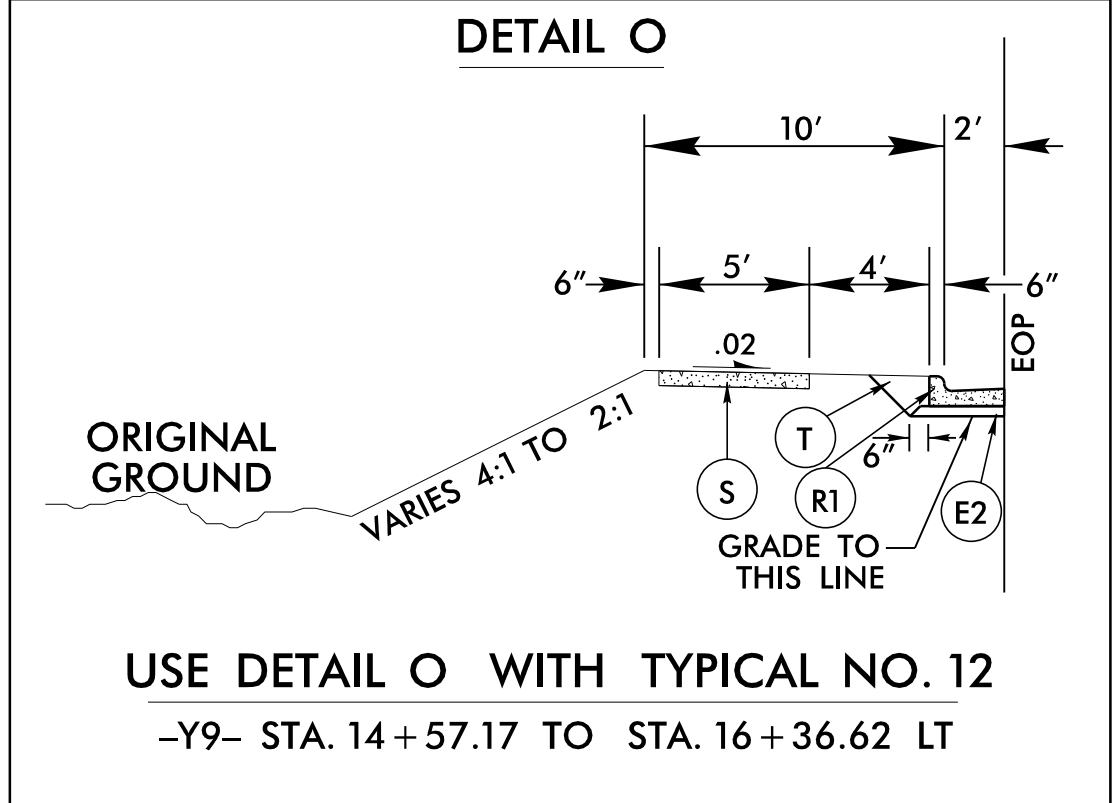 DETAIL O
10' 2'
6" 5' 4' 6"
EOP
.02
ORIGINAL
GROUND
VARIES 4:1 TO 2:1
T
6"
S
R1
E2
GRADE TO
THIS LINE
USE DETAIL O WITH TYPICAL NO. 12
-Y9- STA. 14+57.17 TO STA. 16+36.62 LT